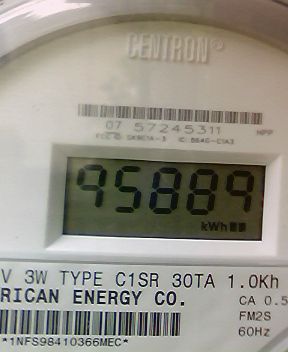 CENTRON®
07 57245311
NPP
95889
kWh
V 3W TYPE C1SR 30TA 1.0Kh
RICAN ENERGY CO.
CA 0.5
FM2S
60Hz
*1NFS98410366MEC*